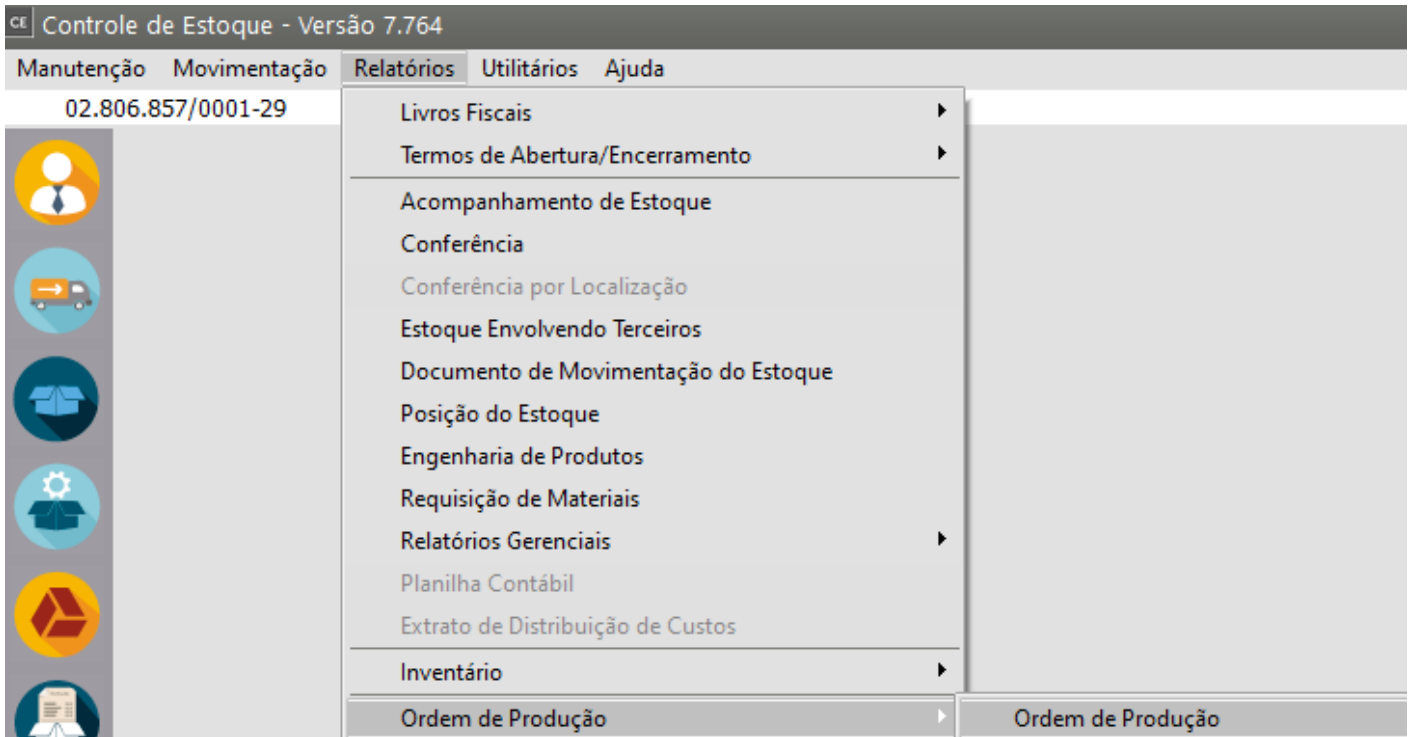 CE Controle de Estoque - Versão 7.764
Manutenção Movimentação Relatórios Utilitários Ajuda
02.806.857/0001-29
Livros Fiscais
Termos de Abertura/Encerramento
Acompanhamento de Estoque
Conferência
Conferência por Localização
Estoque Envolvendo Terceiros
Documento de Movimentação do Estoque
Posição do Estoque
Engenharia de Produtos
Requisição de Materiais
Relatórios Gerenciais
Planilha Contábil
Extrato de Distribuição de Custos
Inventário
Ordem de Produção Ordem de Produção